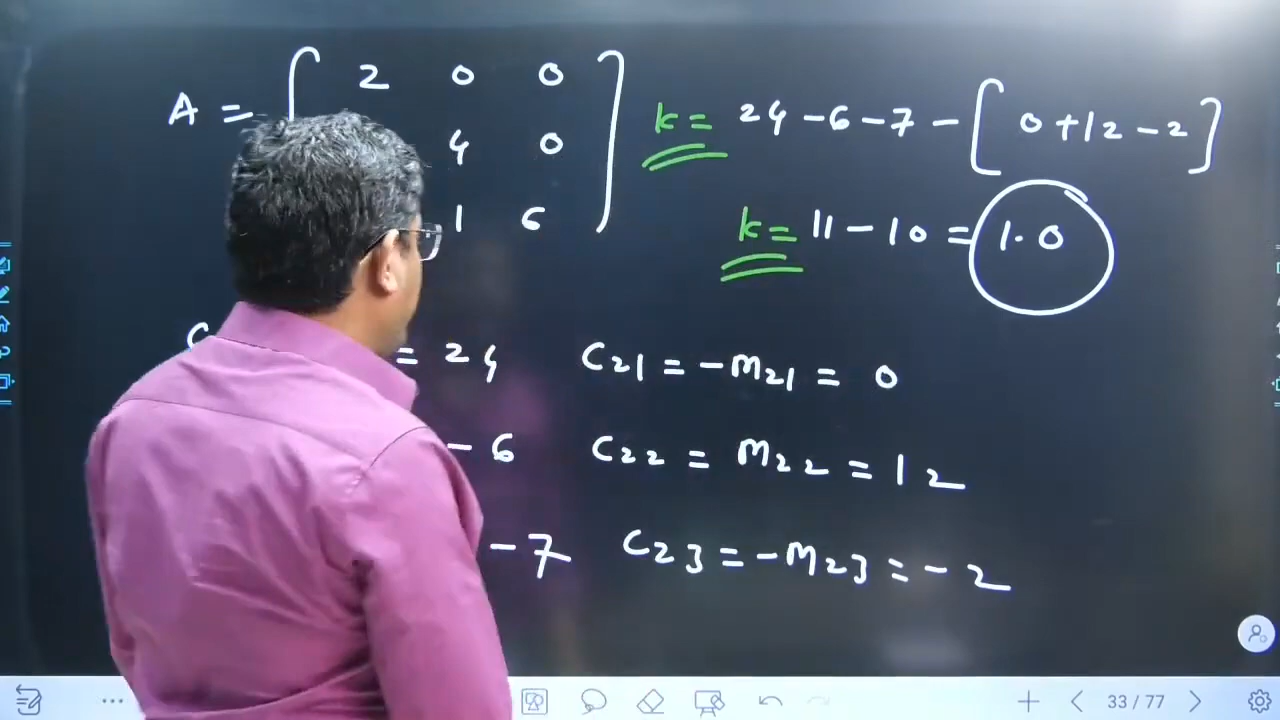 A = 2 0 0
4 0
1 6
k = 24 - 6 - 7 - [ 0 + 12 - 2 ]
k = 11 - 10 = 1.0
C = 24 C21 = -M21 = 0
- 6 C22 = M22 = 12
- 7 C23 = -M23 = - 2
33 / 77